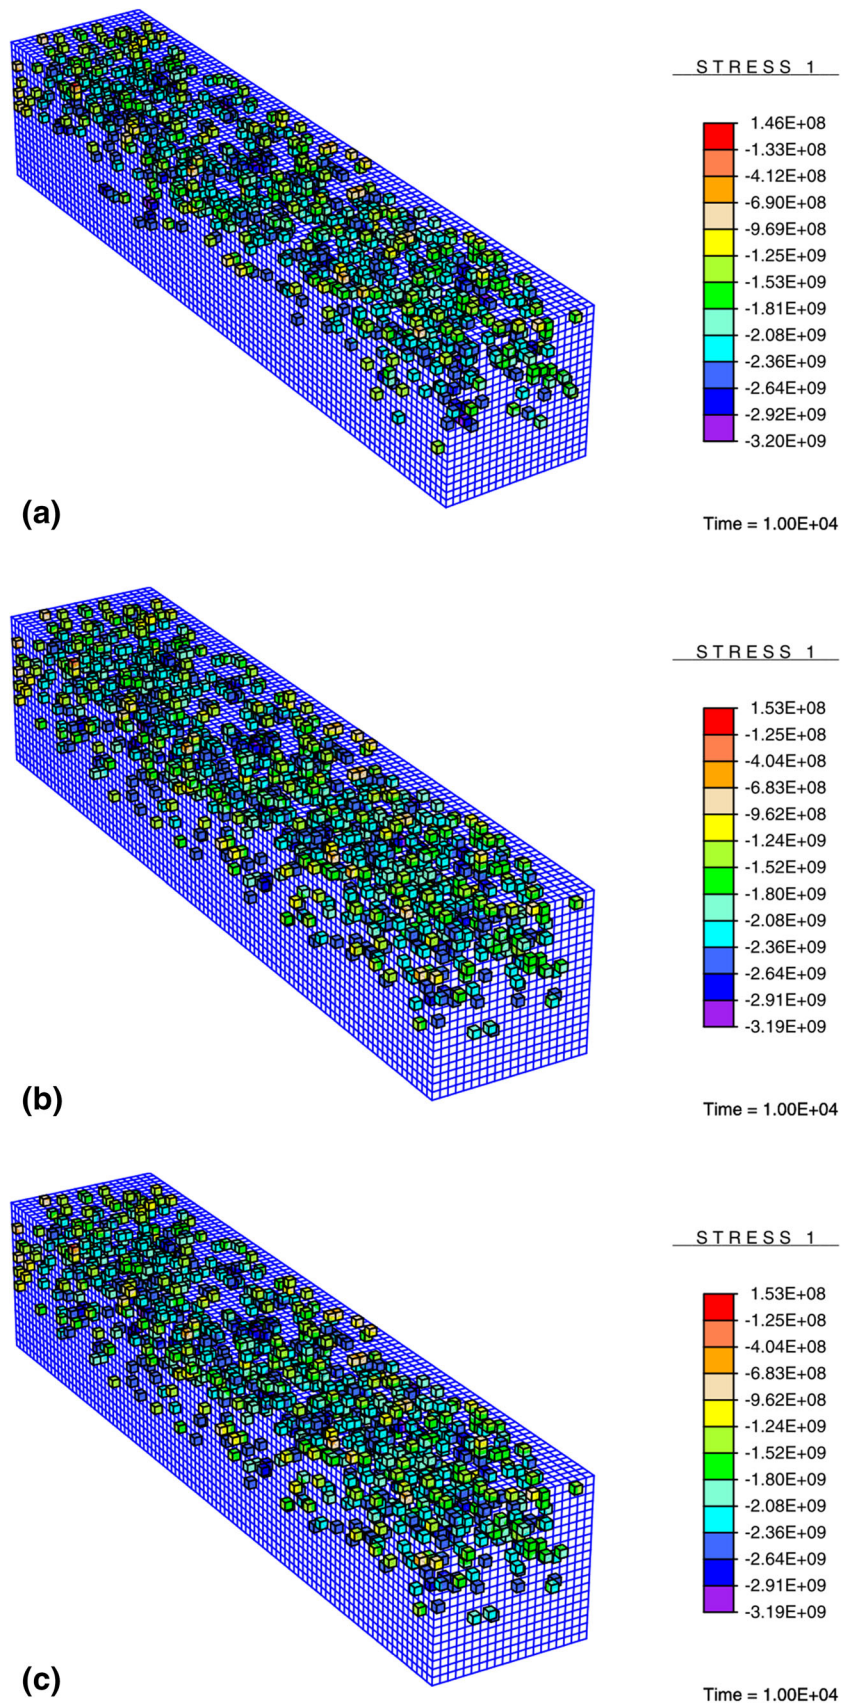 STRESS 1
1.46E+08
-1.33E+08
-4.12E+08
-6.90E+08
-9.69E+08
-1.25E+09
-1.53E+09
-1.81E+09
-2.08E+09
-2.36E+09
-2.64E+09
-2.92E+09
-3.20E+09
(a)
Time = 1.00E+04
STRESS 1
1.53E+08
-1.25E+08
-4.04E+08
-6.83E+08
-9.62E+08
-1.24E+09
-1.52E+09
-1.80E+09
-2.08E+09
-2.36E+09
-2.64E+09
-2.91E+09
-3.19E+09
(b)
Time = 1.00E+04
STRESS 1
1.53E+08
-1.25E+08
-4.04E+08
-6.83E+08
-9.62E+08
-1.24E+09
-1.52E+09
-1.80E+09
-2.08E+09
-2.36E+09
-2.64E+09
-2.91E+09
-3.19E+09
(c)
Time = 1.00E+04